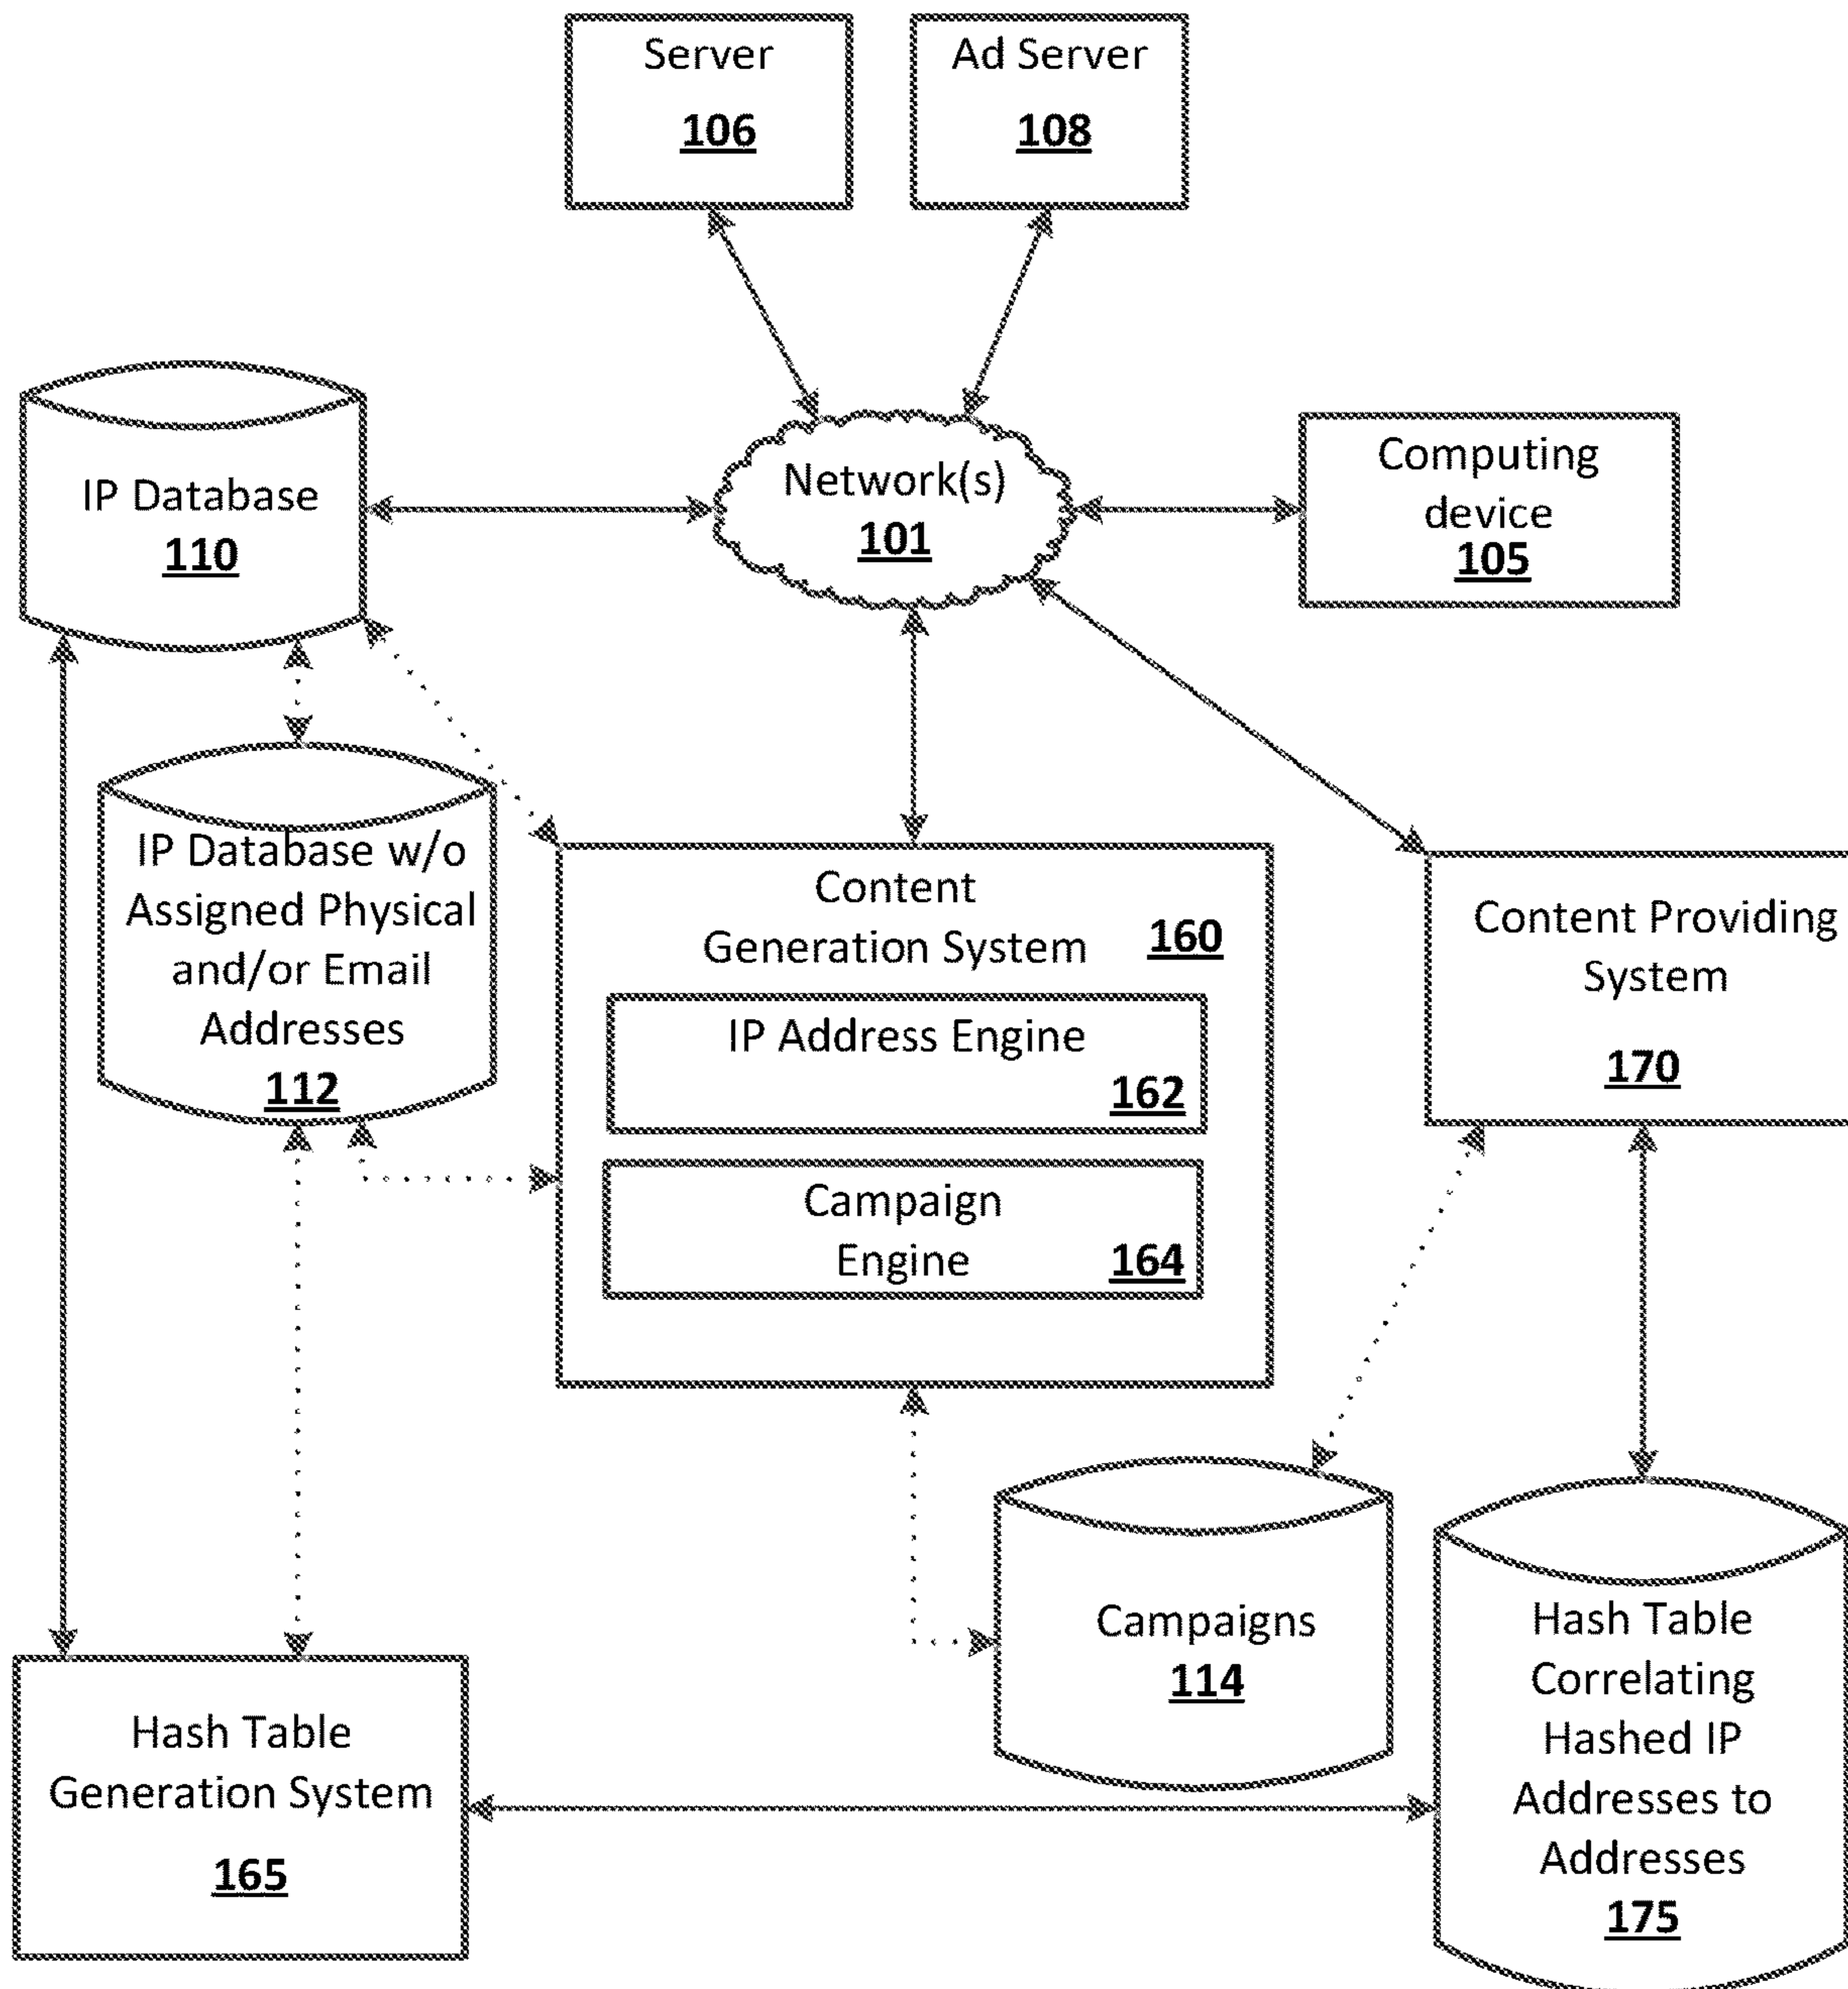 Server
106
Ad Server
108
IP Database
110
Network(s)
101
Computing
device
105
IP Database w/o
Assigned Physical
and/or Email
Addresses
112
Content
Generation System
160
IP Address Engine
162
Campaign
Engine
164
Content Providing
System
170
Campaigns
114
Hash Table
Generation System
165
Hash Table
Correlating
Hashed IP
Addresses to
Addresses
175